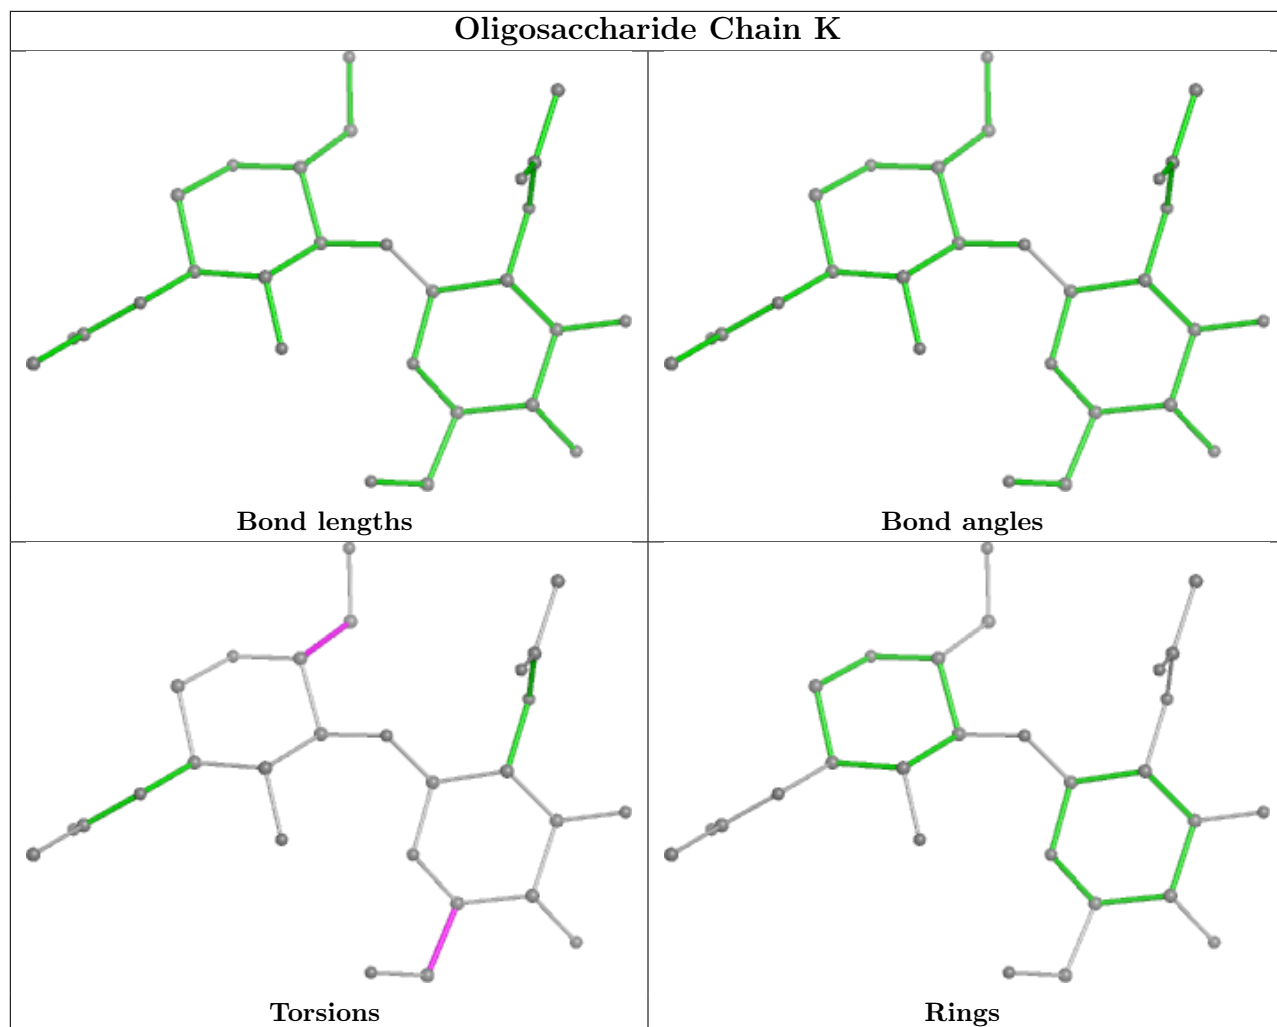 Oligosaccharide Chain K
Bond lengths
Bond angles
Torsions
Rings